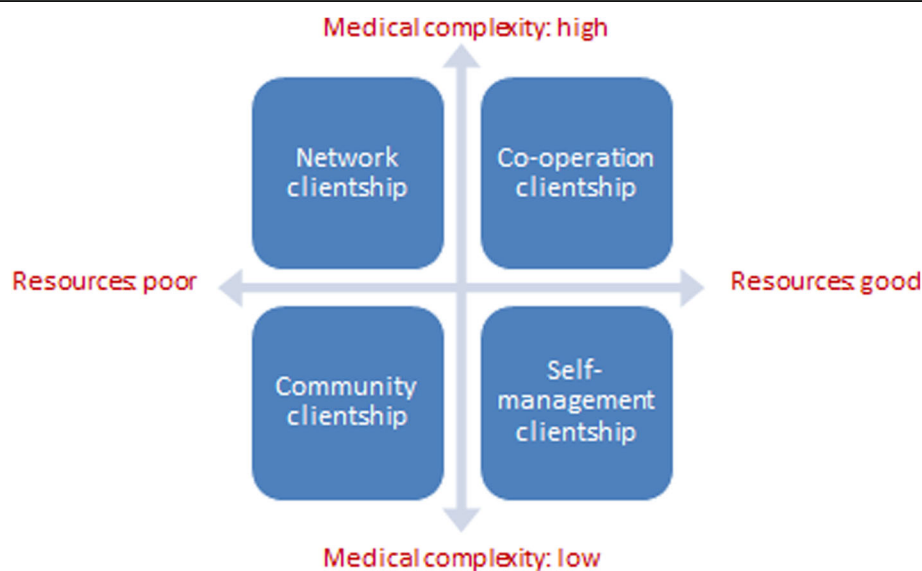 Medical complexity: high
Network
clientship
Co-operation
clientship
Resources: poor
Resources: good
Community
clientship
Self-
management
clientship
Medical complexity: low